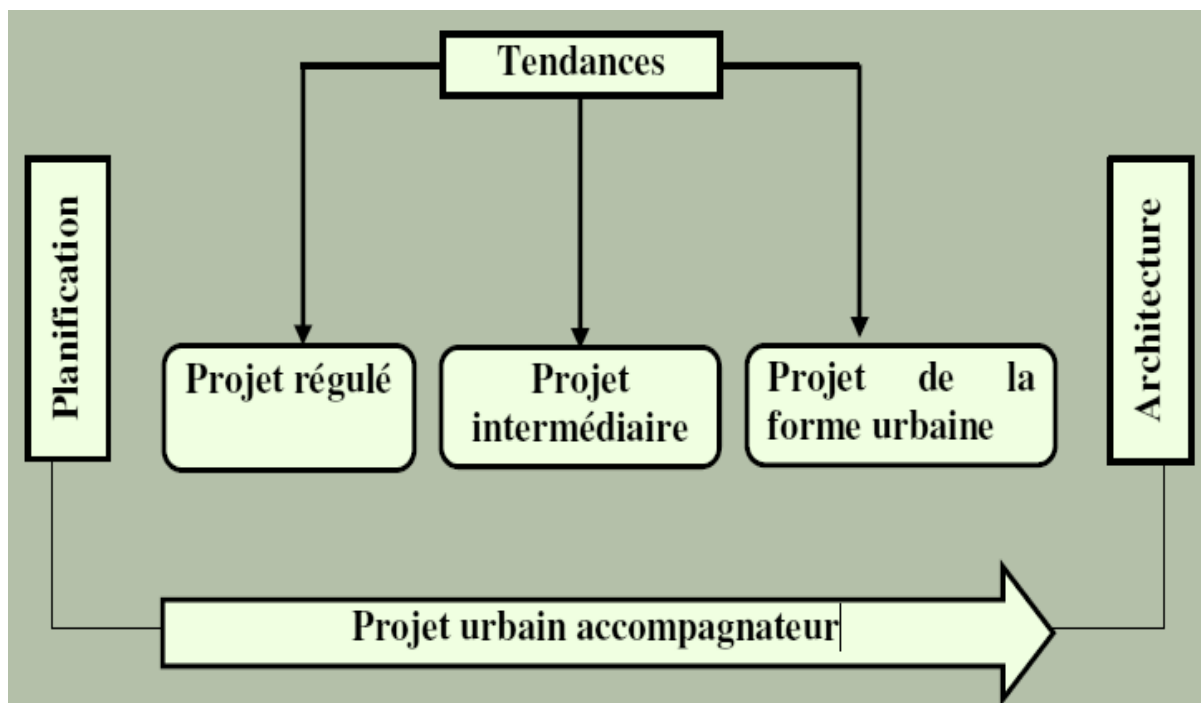 Tendances
Planification
Architecture
Projet régulé
Projet
intermédiaire
Projet de la
forme urbaine
Projet urbain accompagnateur